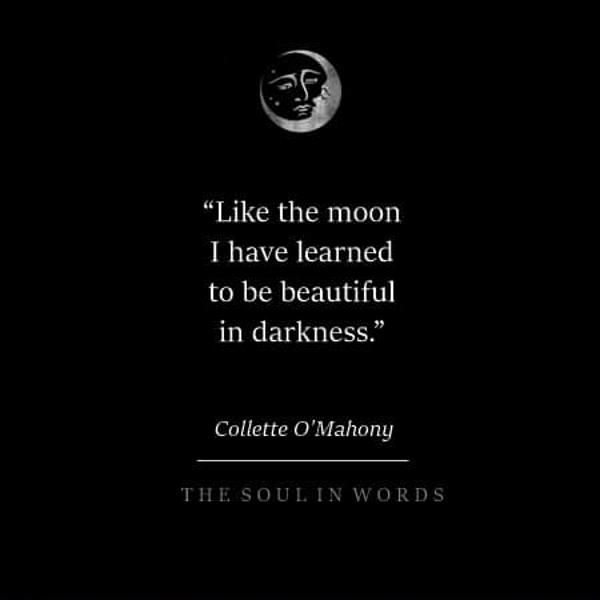 “Like the moon
I have learned
to be beautiful
in darkness.”
Collette O'Mahony
THE SOUL IN WORDS